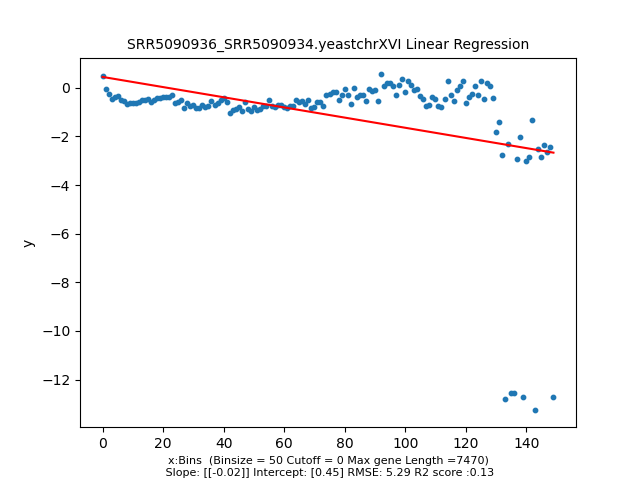 SRR5090936_SRR5090934.yeastchrXVI Linear Regression
0
−2
−4
−6
−8
−10
−12
y
0 20 40 60 80 100 120 140
x:Bins (Binsize = 50 Cutoff = 0 Max gene Length =7470)
Slope: [[-0.02]] Intercept: [0.45] RMSE: 5.29 R2 score :0.13